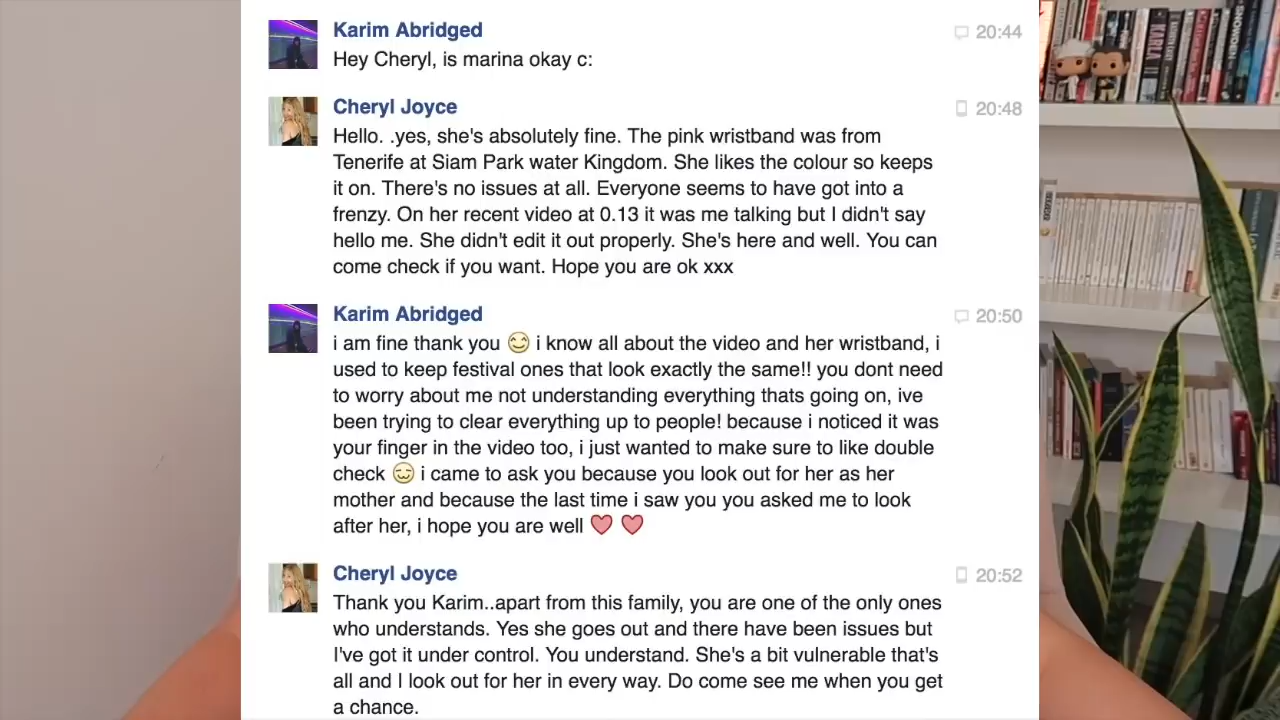 Karim Abridged
20:44
Hey Cheryl, is marina okay c:
Cheryl Joyce
20:48
Hello. .yes, she's absolutely fine. The pink wristband was from
Tenerife at Siam Park water Kingdom. She likes the colour so keeps
it on. There's no issues at all. Everyone seems to have got into a
frenzy. On her recent video at 0.13 it was me talking but I didn't say
hello me. She didn't edit it out properly. She's here and well. You can
come check if you want. Hope you are ok xxx
Karim Abridged
20:50
i am fine thank you 😊 i know all about the video and her wristband, i
used to keep festival ones that look exactly the same!! you dont need
to worry about me not understanding everything thats going on, ive
been trying to clear everything up to people! because i noticed it was
your finger in the video too, i just wanted to make sure to like double
check 😏 i came to ask you because you look out for her as her
mother and because the last time i saw you you asked me to look
after her, i hope you are well ❤ ❤
Cheryl Joyce
20:52
Thank you Karim..apart from this family, you are one of the only ones
who understands. Yes she goes out and there have been issues but
I've got it under control. You understand. She's a bit vulnerable that's
all and I look out for her in every way. Do come see me when you get
a chance.
KARLA
SNOWDEN